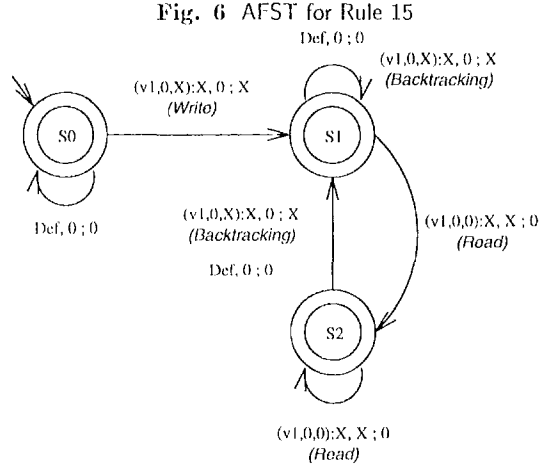 Fig. 6 AFST for Rule 15
Def, 0 ; 0
(v1,0,X):X, 0 ; X
(Backtracking)
(v1,0,X):X, 0 ; X
(Write)
S0
S1
Def, 0 ; 0
(v1,0,X):X, 0 ; X
(Backtracking)
(v1,0,0):X, X ; 0
(Road)
Def, 0 ; 0
S2
(v1,0,0):X, X ; 0
(Read)